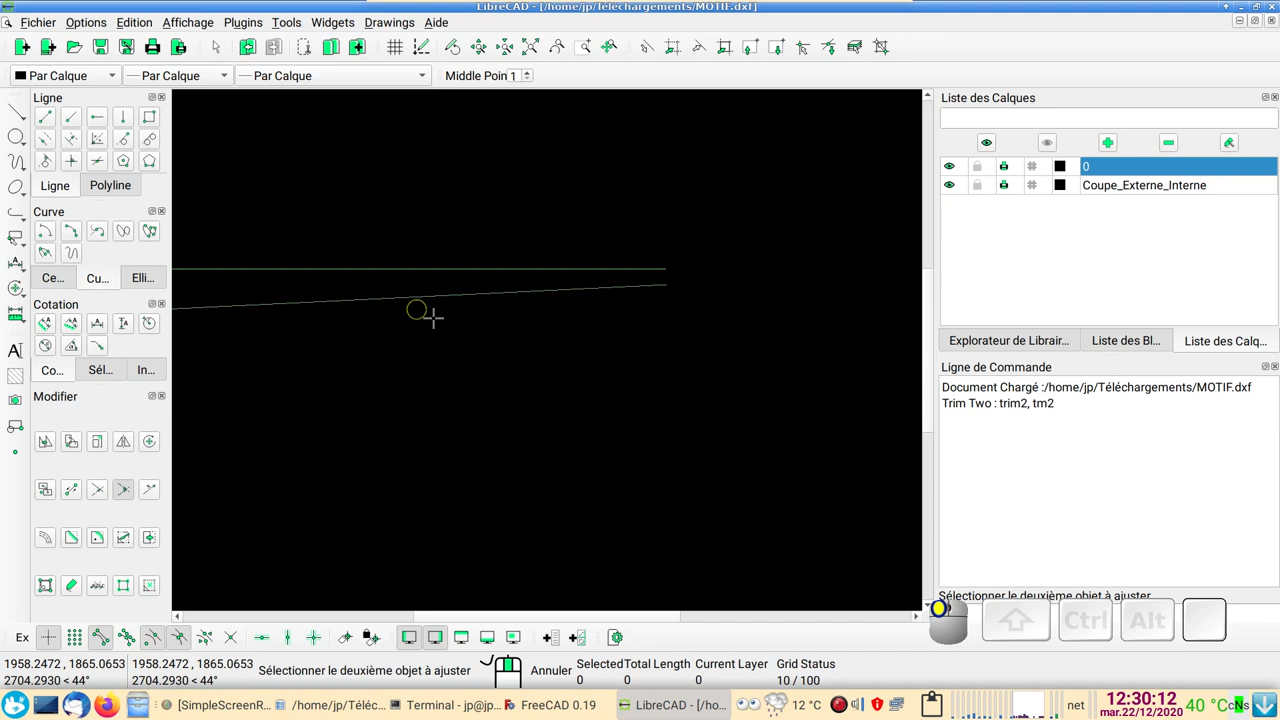 LibreCAD - [/home/jp/Téléchargements/MOTIF.dxf]
Fichier Options Edition Affichage Plugins Tools Widgets Drawings Aide
Par Calque Par Calque Par Calque Middle Poin 1
Ligne
Ligne Polyline
Curve
Ce... Cu... Elli...
Cotation
Co... Sél... In...
Modifier
Liste des Calques
0
Coupe_Externe_Interne
Explorateur de Librair... Liste des Bl... Liste des Calq...
Ligne de Commande
Document Chargé :/home/jp/Téléchargements/MOTIF.dxf
Trim Two : trim2, tm2
Sélectionner le deuxième objet à ajuster
Ctrl Alt
Ex
1958.2472 , 1865.0653 1958.2472 , 1865.0653 Sélectionner le deuxième objet à ajuster Annuler Selected Total Length Current Layer Grid Status
2704.2930 < 44° 2704.2930 < 44° 0 0 0 10 / 100
[SimpleScreenR... /home/jp/Téléc... Terminal - jp@jp... FreeCAD 0.19 LibreCAD - [/ho... 12 °C net 40 °C
12:30:12
mar.22/12/2020